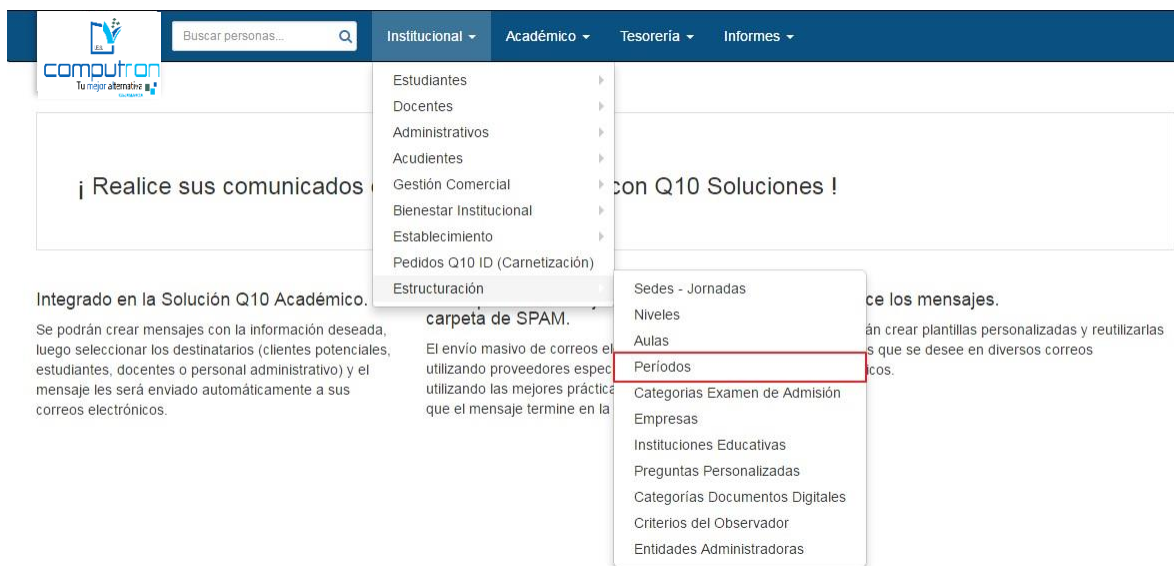 EA
computron
Tu mejor alternativa
Buscar personas...
Institucional
Académico
Tesorería
Informes
Estudiantes
Docentes
Administrativos
Acudientes
Gestión Comercial
Bienestar Institucional
Establecimiento
Pedidos Q10 ID (Carnetización)
Estructuración
Sedes - Jornadas
Niveles
Aulas
Períodos
Categorias Examen de Admisión
Empresas
Instituciones Educativas
Preguntas Personalizadas
Categorías Documentos Digitales
Criterios del Observador
Entidades Administradoras
¡ Realice sus comunicados
con Q10 Soluciones !
Integrado en la Solución Q10 Académico.
Se podrán crear mensajes con la información deseada,
luego seleccionar los destinatarios (clientes potenciales,
estudiantes, docentes o personal administrativo) y el
mensaje les será enviado automáticamente a sus
correos electrónicos.
carpeta de SPAM.
El envío masivo de correos el
utilizando proveedores espec
utilizando las mejores práctica
que el mensaje termine en la
ce los mensajes.
án crear plantillas personalizadas y reutilizarlas
s que se desee en diversos correos
icos.